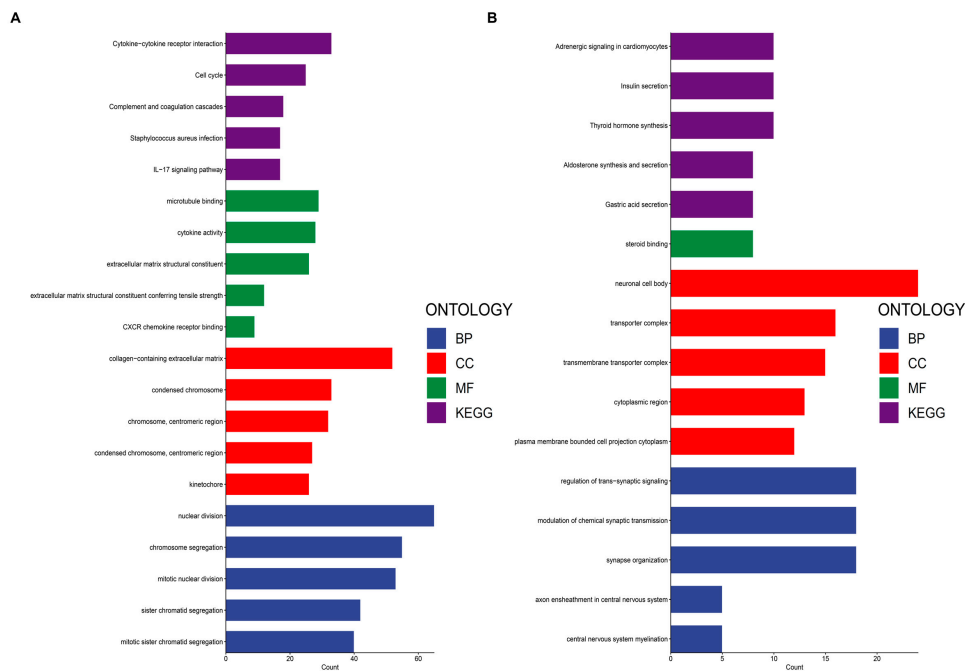 A
Cytokine−cytokine receptor interaction
Cell cycle
Complement and coagulation cascades
Staphylococcus aureus infection
IL−17 signaling pathway
microtubule binding
cytokine activity
extracellular matrix structural constituent
extracellular matrix structural constituent conferring tensile strength
CXCR chemokine receptor binding
collagen−containing extracellular matrix
condensed chromosome
chromosome, centromeric region
condensed chromosome, centromeric region
kinetochore
nuclear division
chromosome segregation
mitotic nuclear division
sister chromatid segregation
mitotic sister chromatid segregation
0 20 40 60
Count
ONTOLOGY
BP
CC
MF
KEGG
B
Adrenergic signaling in cardiomyocytes
Insulin secretion
Thyroid hormone synthesis
Aldosterone synthesis and secretion
Gastric acid secretion
steroid binding
neuronal cell body
transporter complex
transmembrane transporter complex
cytoplasmic region
plasma membrane bounded cell projection cytoplasm
regulation of trans−synaptic signaling
modulation of chemical synaptic transmission
synapse organization
axon ensheathment in central nervous system
central nervous system myelination
0 5 10 15 20
Count
ONTOLOGY
BP
CC
MF
KEGG